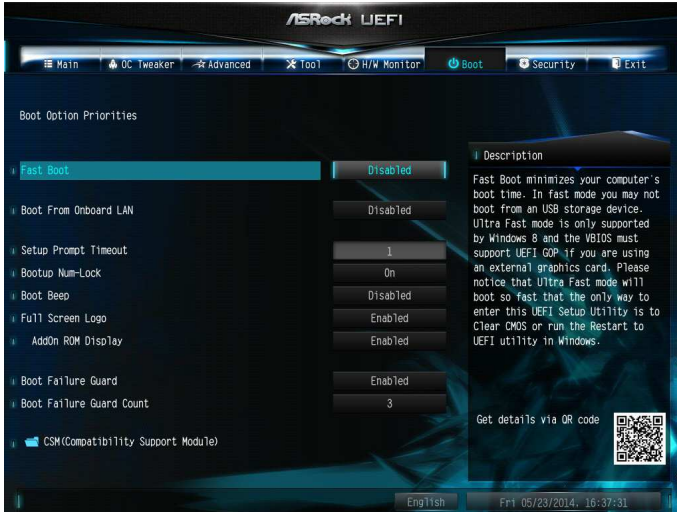 ASRock UEFI
Main OC Tweaker Advanced Tool H/W Monitor Boot Security Exit
Boot Option Priorities
Fast Boot Disabled
Boot From Onboard LAN Disabled
Setup Prompt Timeout 1
Bootup Num-Lock On
Boot Beep Disabled
Full Screen Logo Enabled
AddOn ROM Display Enabled
Boot Failure Guard Enabled
Boot Failure Guard Count 3
CSM(Compatibility Support Module)
Description
Fast Boot minimizes your computer's
boot time. In fast mode you may not
boot from an USB storage device.
Ultra Fast mode is only supported
by Windows 8 and the VBIOS must
support UEFI GOP if you are using
an external graphics card. Please
notice that Ultra Fast mode will
boot so fast that the only way to
enter this UEFI Setup Utility is to
Clear CMOS or run the Restart to
UEFI utility in Windows.
Get details via QR code
English Fri 05/23/2014, 16:37:31